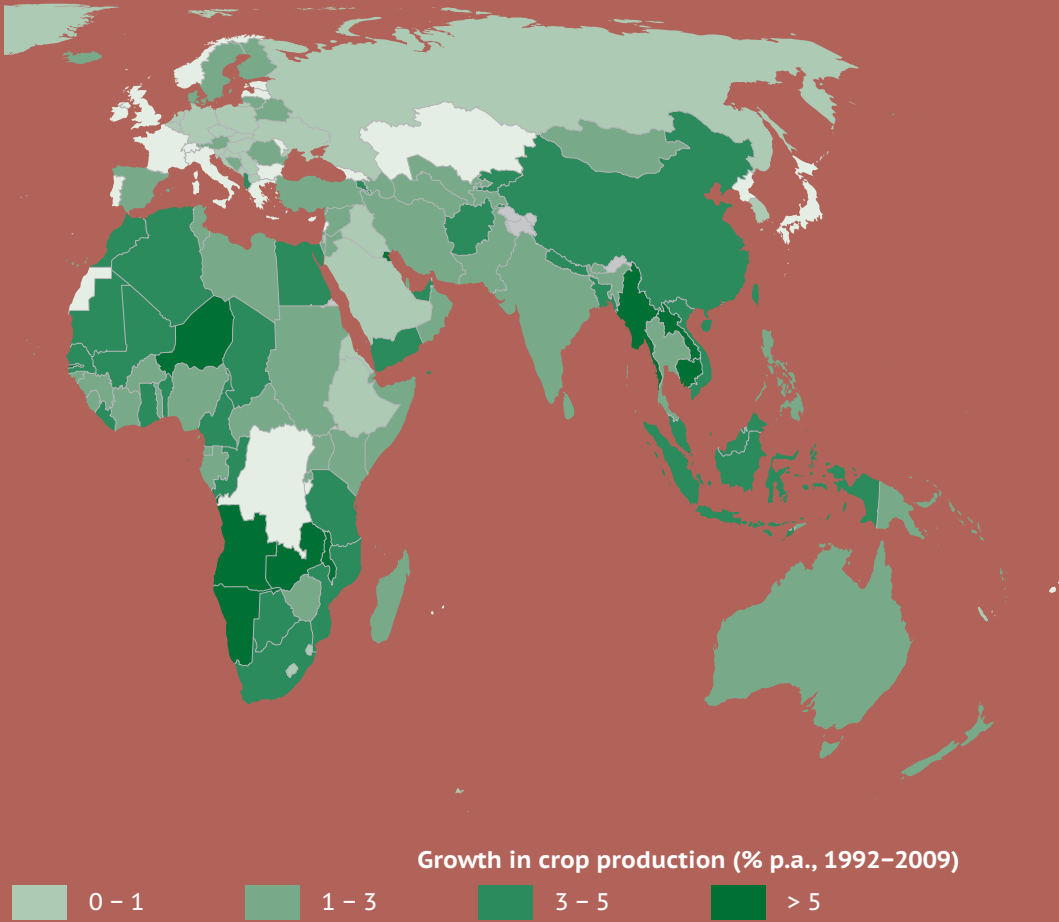 Growth in crop production (% p.a., 1992–2009)
0 – 1
1 – 3
3 – 5
> 5